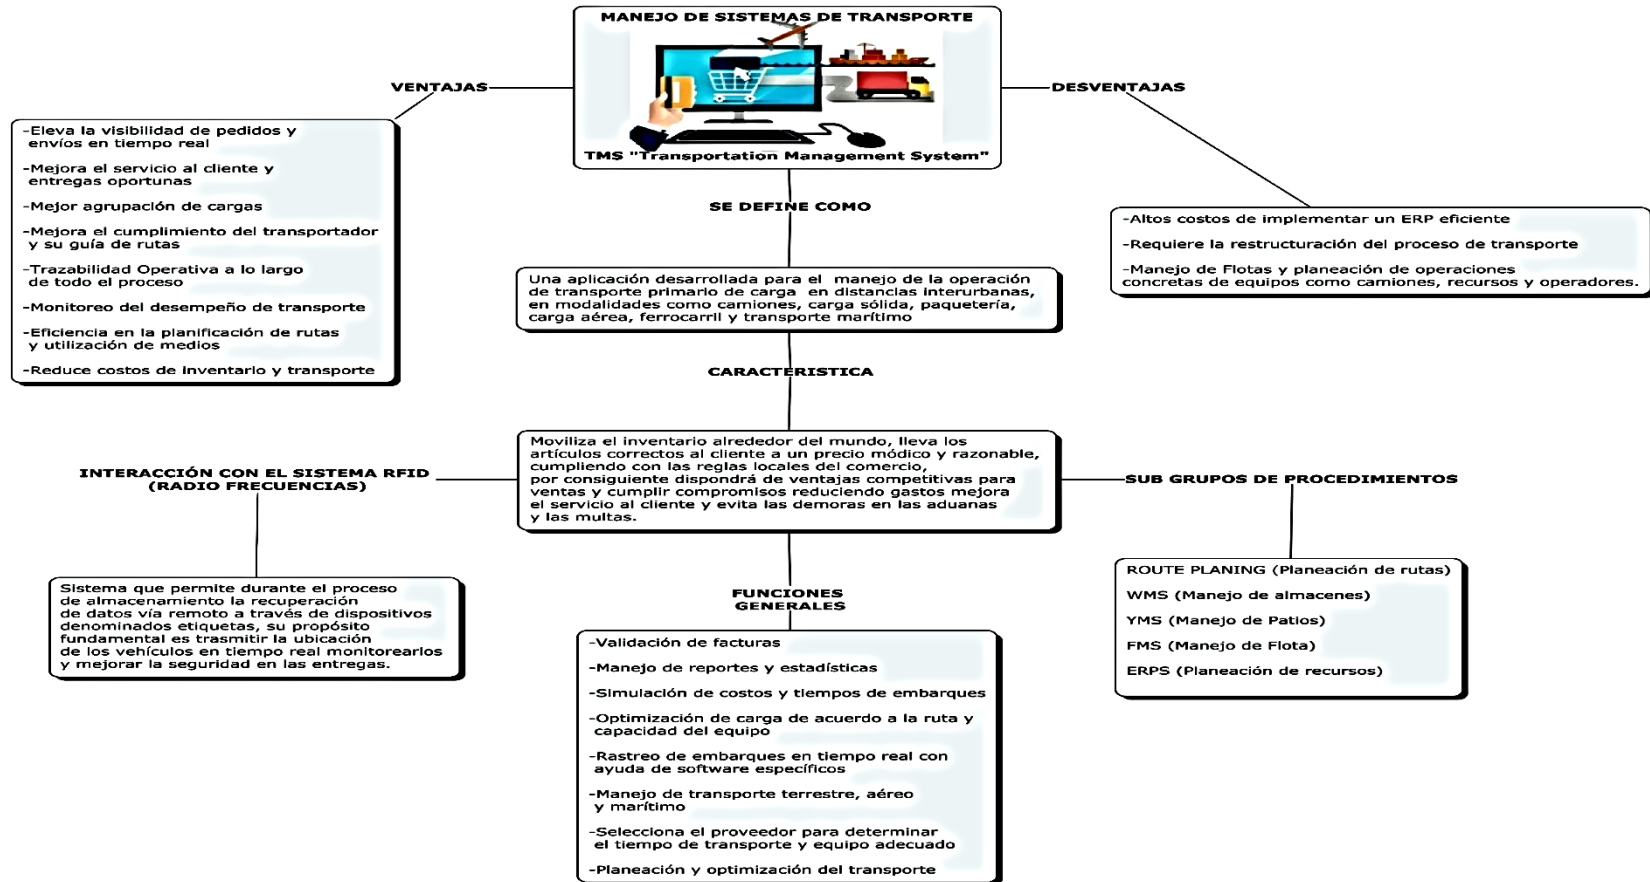 MANEJO DE SISTEMAS DE TRANSPORTE
TMS "Transportation Management System"
VENTAJAS
-Eleva la visibilidad de pedidos y
envíos en tiempo real
-Mejora el servicio al cliente y
entregas oportunas
-Mejor agrupación de cargas
-Mejora el cumplimiento del transportador
y su guía de rutas
-Trazabilidad Operativa a lo largo
de todo el proceso
-Monitoreo del desempeño de transporte
-Eficiencia en la planificación de rutas
y utilización de medios
-Reduce costos de inventario y transporte
DESVENTAJAS
-Altos costos de implementar un ERP eficiente
-Requiere la restructuración del proceso de transporte
-Manejo de Flotas y planeación de operaciones
concretas de equipos como camiones, recursos y operadores.
SE DEFINE COMO
Una aplicación desarrollada para el manejo de la operación
de transporte primario de carga en distancias interurbanas,
en modalidades como camiones, carga sólida, paquetería,
carga aérea, ferrocarril y transporte marítimo
CARACTERISTICA
Moviliza el inventario alrededor del mundo, lleva los
artículos correctos al cliente a un precio módico y razonable,
cumpliendo con las reglas locales del comercio,
por consiguiente dispondrá de ventajas competitivas para
ventas y cumplir compromisos reduciendo gastos mejora
el servicio al cliente y evita las demoras en las aduanas
y las multas.
INTERACCIÓN CON EL SISTEMA RFID
(RADIO FRECUENCIAS)
Sistema que permite durante el proceso
de almacenamiento la recuperación
de datos vía remoto a través de dispositivos
denominados etiquetas, su propósito
fundamental es trasmitir la ubicación
de los vehículos en tiempo real monitorearlos
y mejorar la seguridad en las entregas.
FUNCIONES
GENERALES
-Validación de facturas
-Manejo de reportes y estadísticas
-Simulación de costos y tiempos de embarques
-Optimización de carga de acuerdo a la ruta y
capacidad del equipo
-Rastreo de embarques en tiempo real con
ayuda de software específicos
-Manejo de transporte terrestre, aéreo
y marítimo
-Selecciona el proveedor para determinar
el tiempo de transporte y equipo adecuado
-Planeación y optimización del transporte
SUB GRUPOS DE PROCEDIMIENTOS
ROUTE PLANING (Planeación de rutas)
WMS (Manejo de almacenes)
YMS (Manejo de Patios)
FMS (Manejo de Flota)
ERPS (Planeación de recursos)